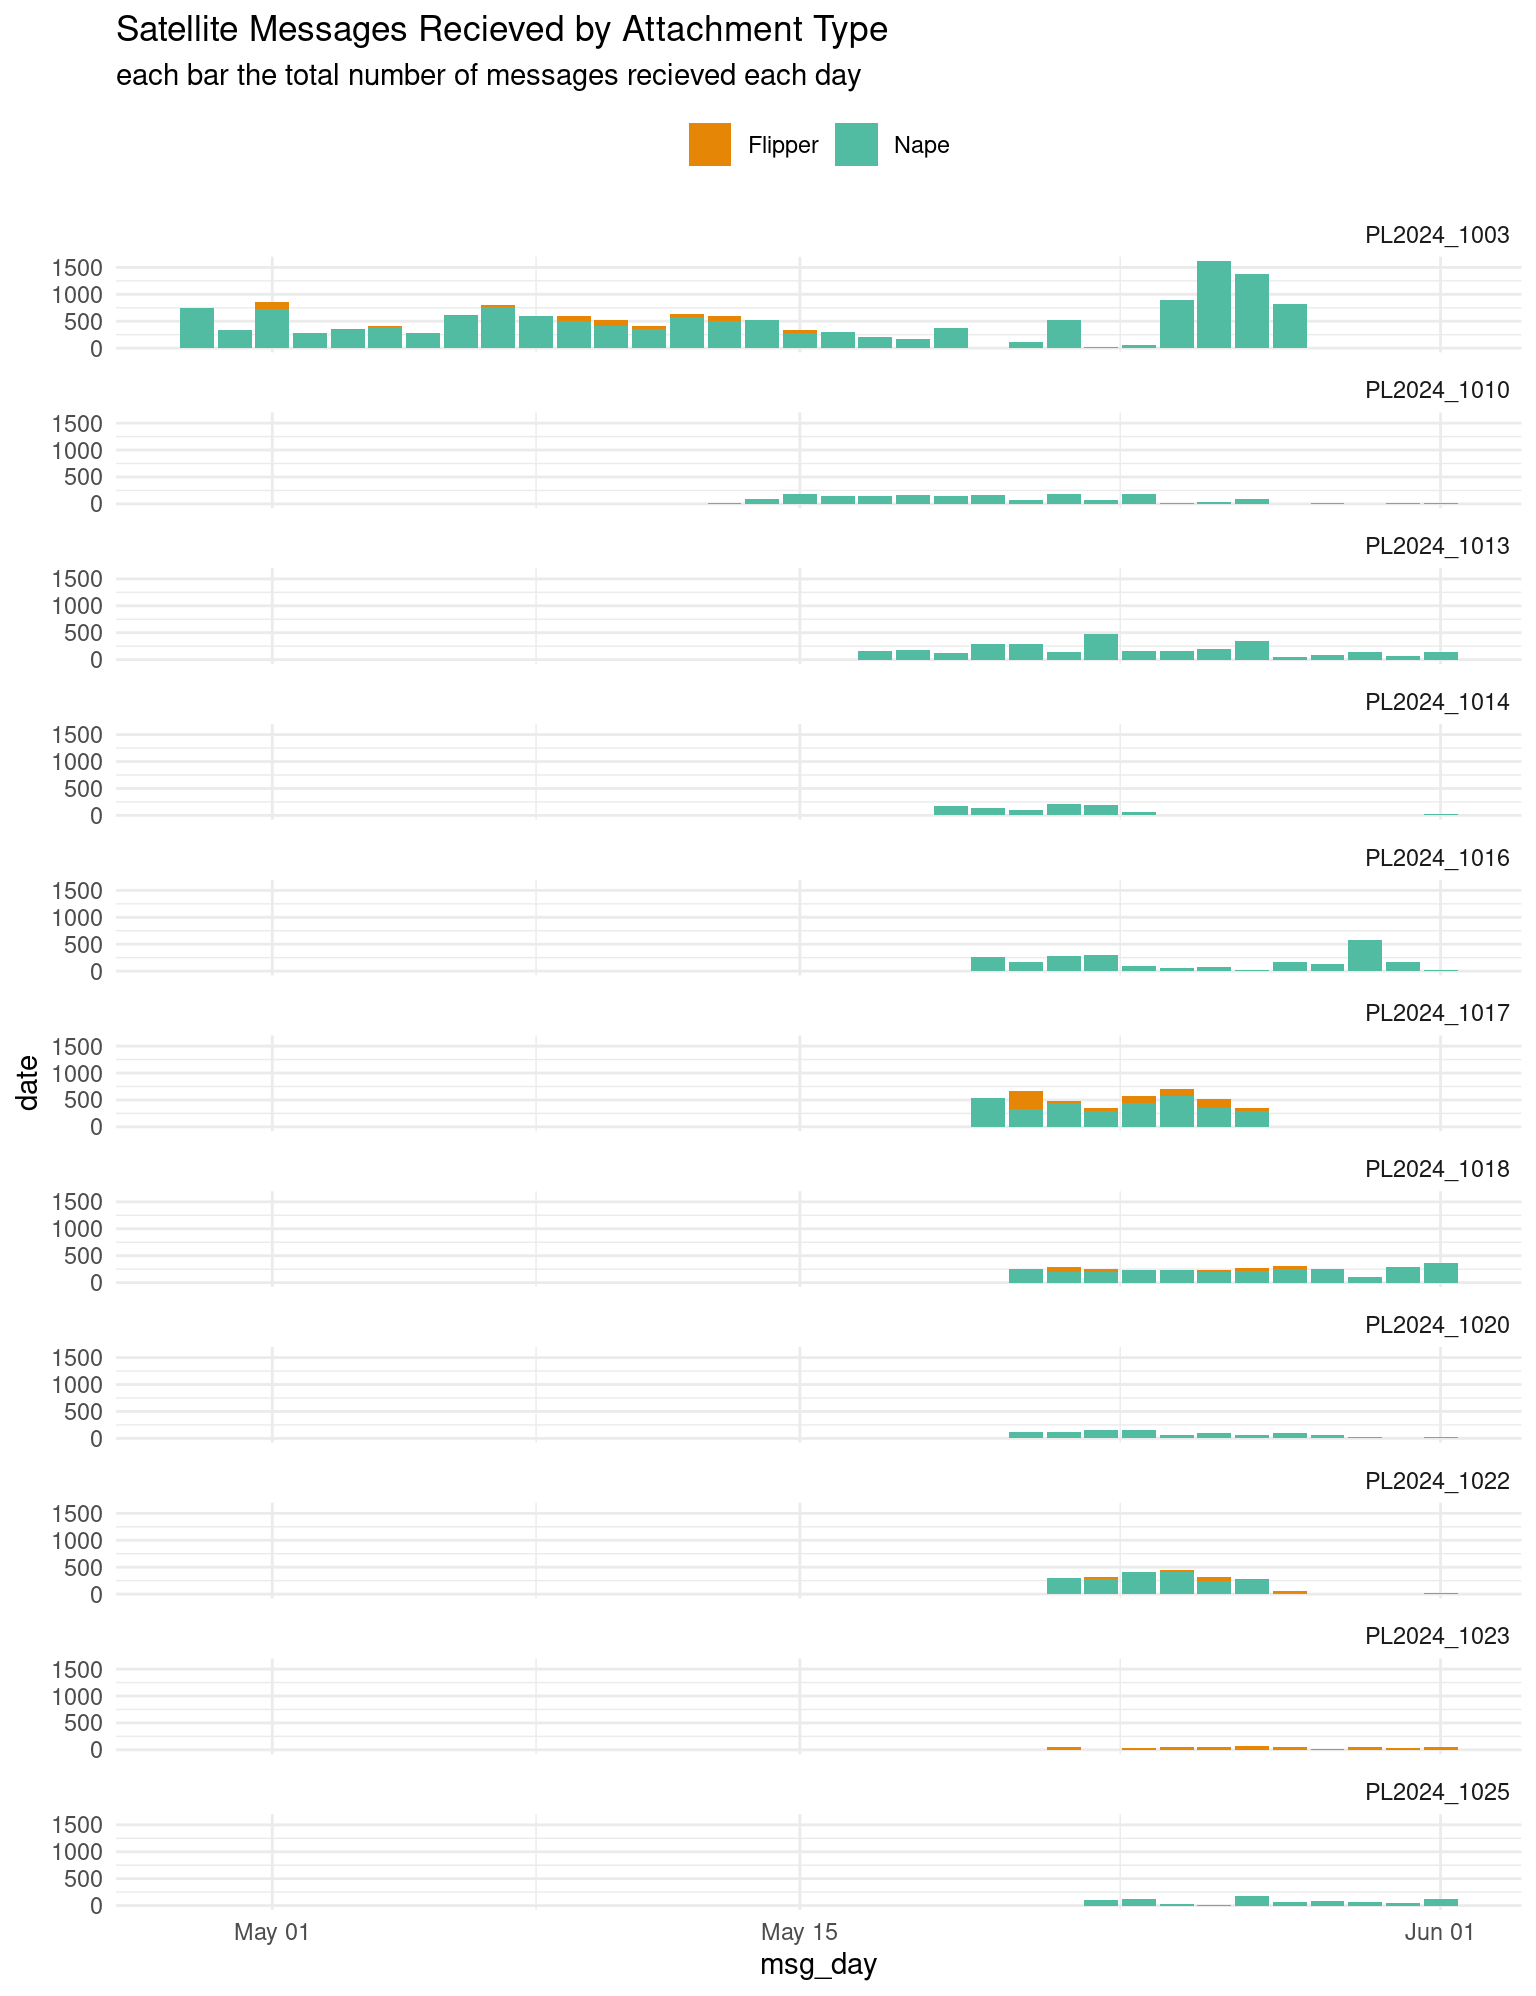 Satellite Messages Recieved by Attachment Type
each bar the total number of messages recieved each day
Flipper
Nape
PL2024_1003
1500
1000
500
0
PL2024_1010
1500
1000
500
0
PL2024_1013
1500
1000
500
0
PL2024_1014
1500
1000
500
0
PL2024_1016
1500
1000
500
0
PL2024_1017
1500
1000
500
0
date
PL2024_1018
1500
1000
500
0
PL2024_1020
1500
1000
500
0
PL2024_1022
1500
1000
500
0
PL2024_1023
1500
1000
500
0
PL2024_1025
1500
1000
500
0
May 01
May 15
Jun 01
msg_day